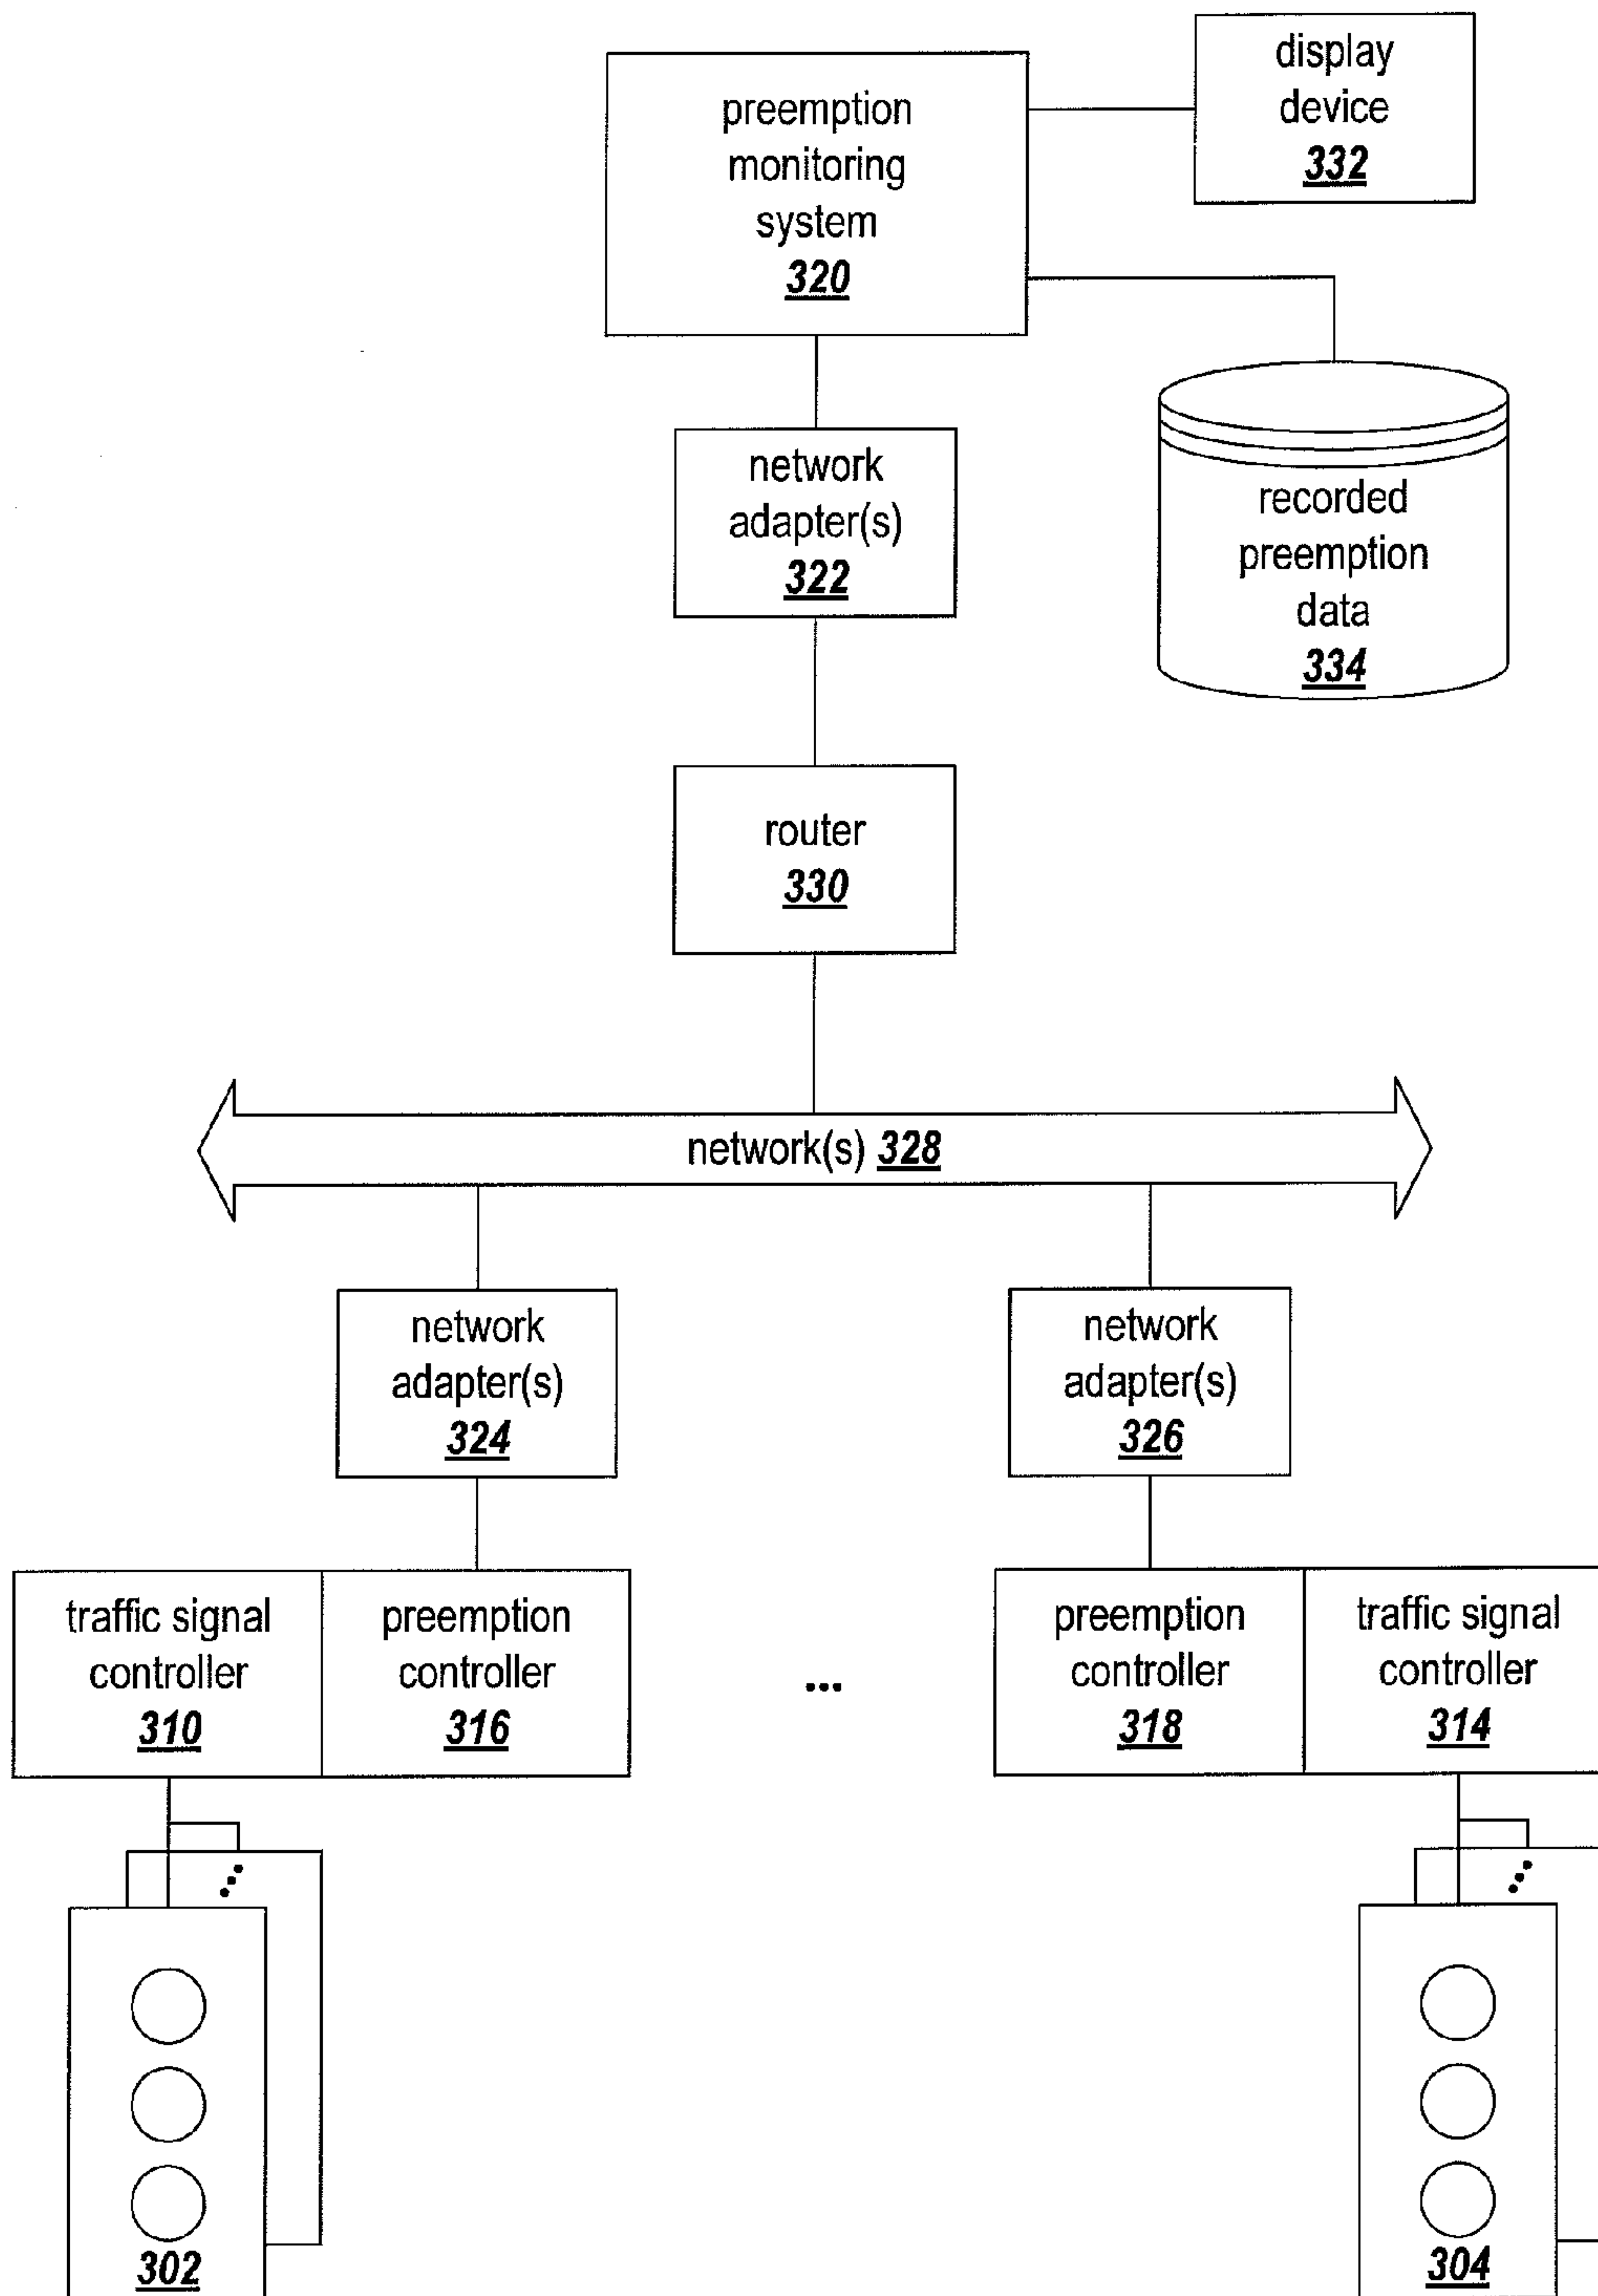 display
device
332
preemption
monitoring
system
320
network
adapter(s)
322
recorded
preemption
data
334
router
330
network(s) 328
network
adapter(s)
324
network
adapter(s)
326
traffic signal
controller
310
preemption
controller
316
...
preemption
controller
318
traffic signal
controller
314
302
304